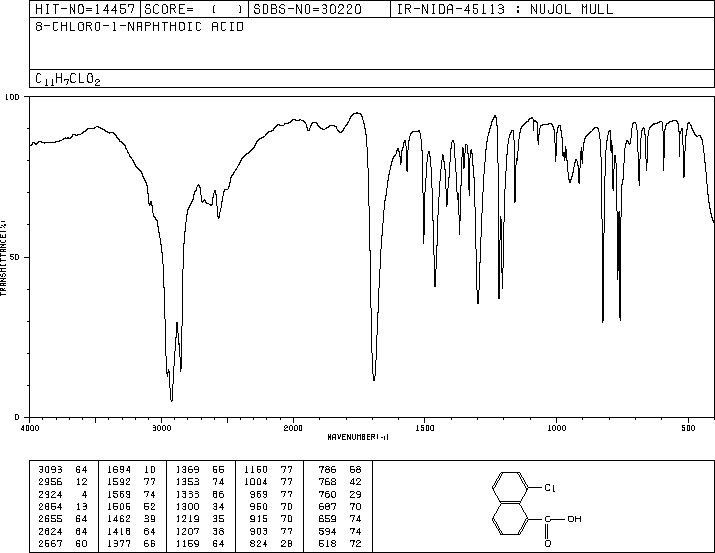 HIT-NO=14457 SCORE= ( ) SDBS-NO=30220 IR-NIDA-45113 : NUJOL MULL
8-CHLORO-1-NAPHTHOIC ACID
C11H7CLO2
100
50
0
TRANSMITTANCE(%)
4000 3000 2000 1500 1000 500
WAVENUMBER(-1)
3093 64 1694 10 1369 55 1160 77 786 68
2956 12 1592 77 1353 74 1004 77 768 42
2924 4 1569 74 1333 86 969 77 760 29
2854 13 1506 52 1300 34 950 70 687 70
2655 64 1462 39 1219 35 915 70 659 74
2624 64 1418 64 1207 38 903 77 594 74
2567 60 1377 55 1159 64 824 28 518 72
Cl
C OH
O